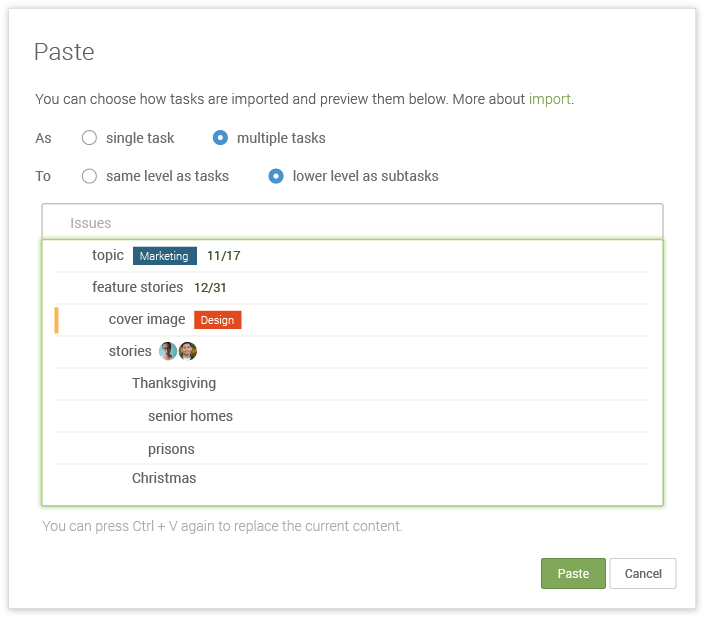 Paste
You can choose how tasks are imported and preview them below. More about import.
As single task multiple tasks
To same level as tasks lower level as subtasks
Issues
topic Marketing 11/17
feature stories 12/31
cover image Design
stories
Thanksgiving
senior homes
prisons
Christmas
You can press Ctrl + V again to replace the current content.
Paste Cancel